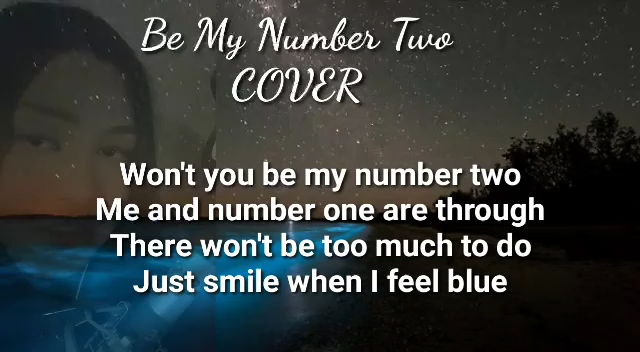 Be My Number Two
COVER
Won't you be my number two
Me and number one are through
There won't be too much to do
Just smile when I feel blue